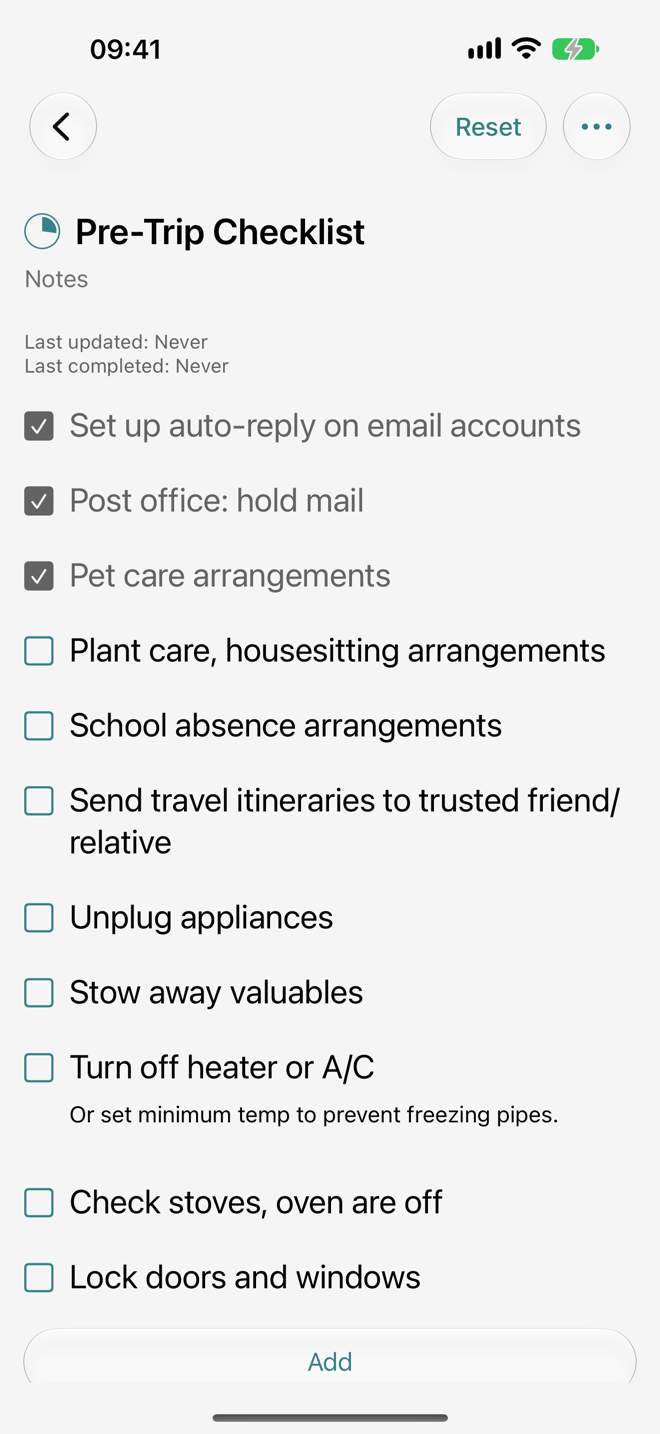 09:41
Reset
Pre-Trip Checklist
Notes
Last updated: Never
Last completed: Never
Set up auto-reply on email accounts
Post office: hold mail
Pet care arrangements
Plant care, housesitting arrangements
School absence arrangements
Send travel itineraries to trusted friend/
relative
Unplug appliances
Stow away valuables
Turn off heater or A/C
Or set minimum temp to prevent freezing pipes.
Check stoves, oven are off
Lock doors and windows
Add